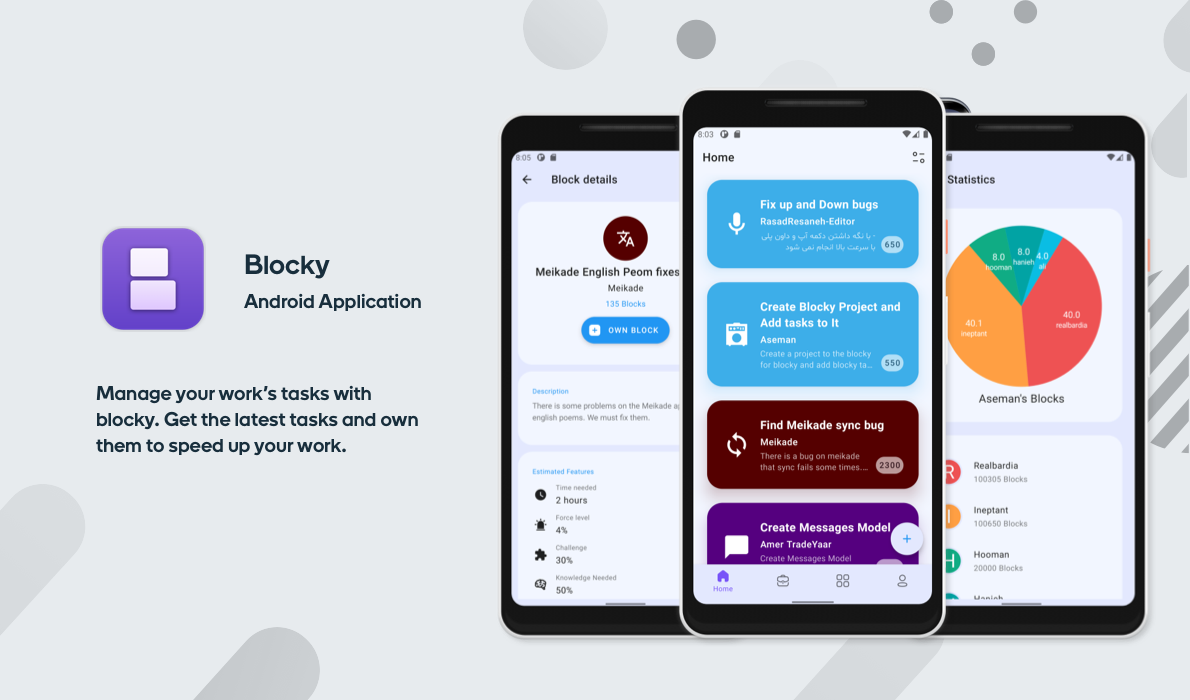 Blocky
Android Application
Manage your work's tasks with
blocky. Get the latest tasks and own
them to speed up your work.
8:05
Block details
Meikade English Peom fixes
Meikade
135 Blocks
OWN BLOCK
Description
There is some problems on the Meikade
english poems. We must fix them.
Estimated Features
Time needed
2 hours
Force level
4%
Challenge
30%
Knowledge Needed
50%
8:03
Home
Fix up and Down bugs
RasadResaneh-Editor
- با نگه داشتن دکمه آپ و داون پلی
با سرعت بالا انجام نمی شود
650
Create Blocky Project and
Add tasks to It
Aseman
Create a project to the blocky
for blocky and add blocky ta...
550
Find Meikade sync bug
Meikade
There is a bug on meikade
that sync fails some times....
2300
Create Messages Model
Amer TradeYaar
Create Messages Model
Home
Statistics
8.0
hooman
8.0
hanieh
4.0
ali
40.1
ineptant
40.0
realbardia
Aseman's Blocks
R
Realbardia
100305 Blocks
I
Ineptant
100650 Blocks
H
Hooman
20000 Blocks
Hanieh